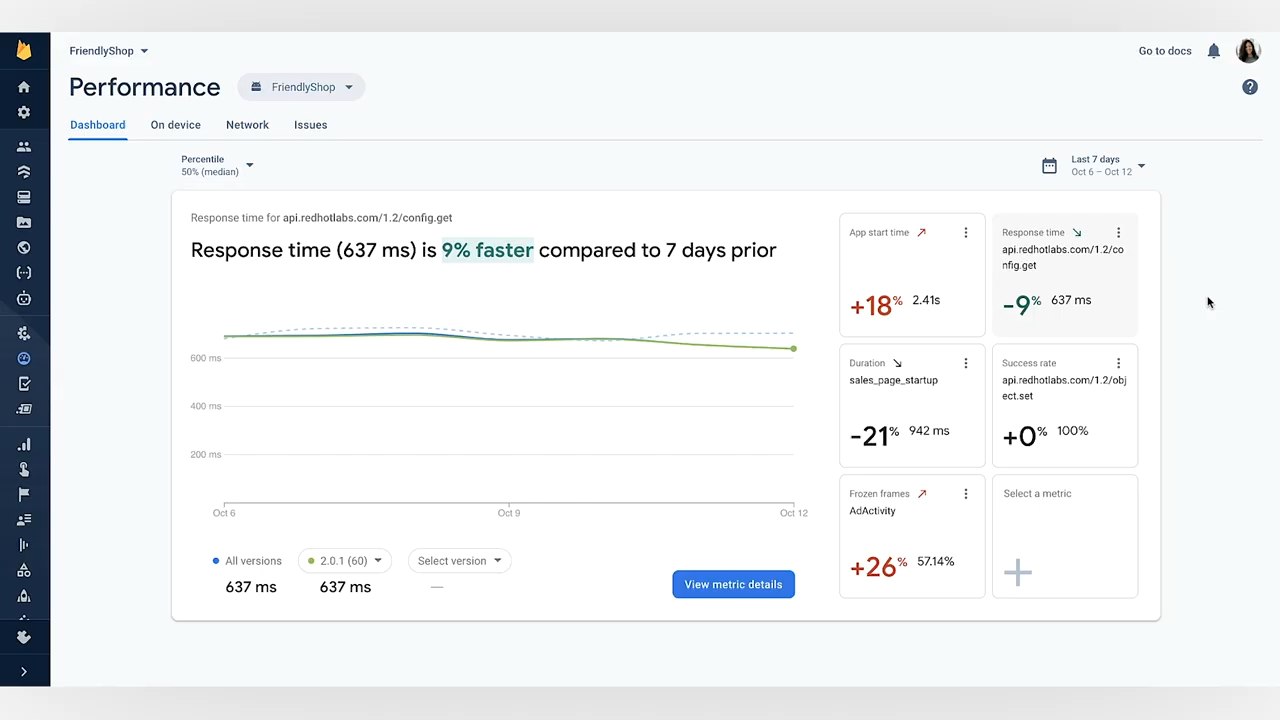 FriendlyShop
Go to docs
Performance
FriendlyShop
Dashboard
On device
Network
Issues
Percentile
50% (median)
Last 7 days
Oct 6 – Oct 12
Response time for api.redhotlabs.com/1.2/config.get
Response time (637 ms) is 9% faster compared to 7 days prior
600 ms
400 ms
200 ms
Oct 6
Oct 9
Oct 12
All versions
2.0.1 (60)
Select version
637 ms
637 ms
—
View metric details
App start time
+18%
2.41s
Response time
api.redhotlabs.com/1.2/co
nfig.get
-9%
637 ms
Duration
sales_page_startup
-21%
942 ms
Success rate
api.redhotlabs.com/1.2/obj
ect.set
+0%
100%
Frozen frames
AdActivity
+26%
57.14%
Select a metric